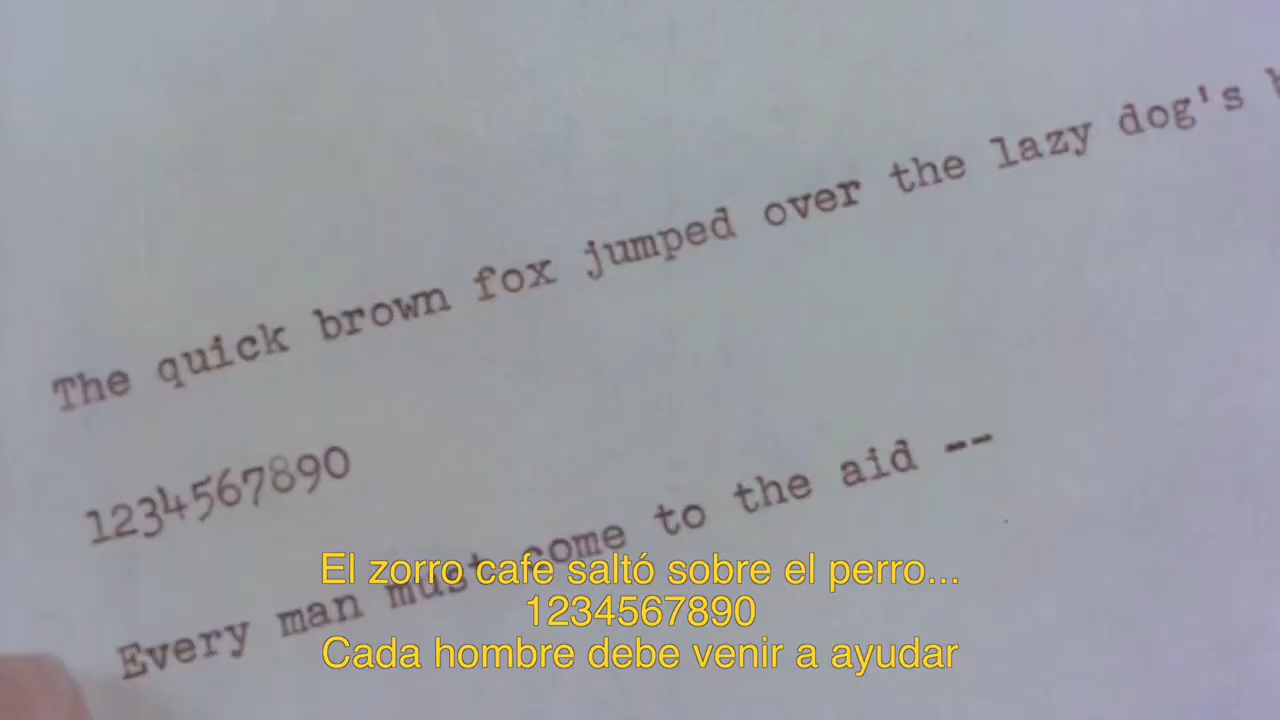 The quick brown fox jumped over the lazy dog's
1234567890
Every man must come to the aid --
El zorro cafe saltó sobre el perro...
1234567890
Cada hombre debe venir a ayudar